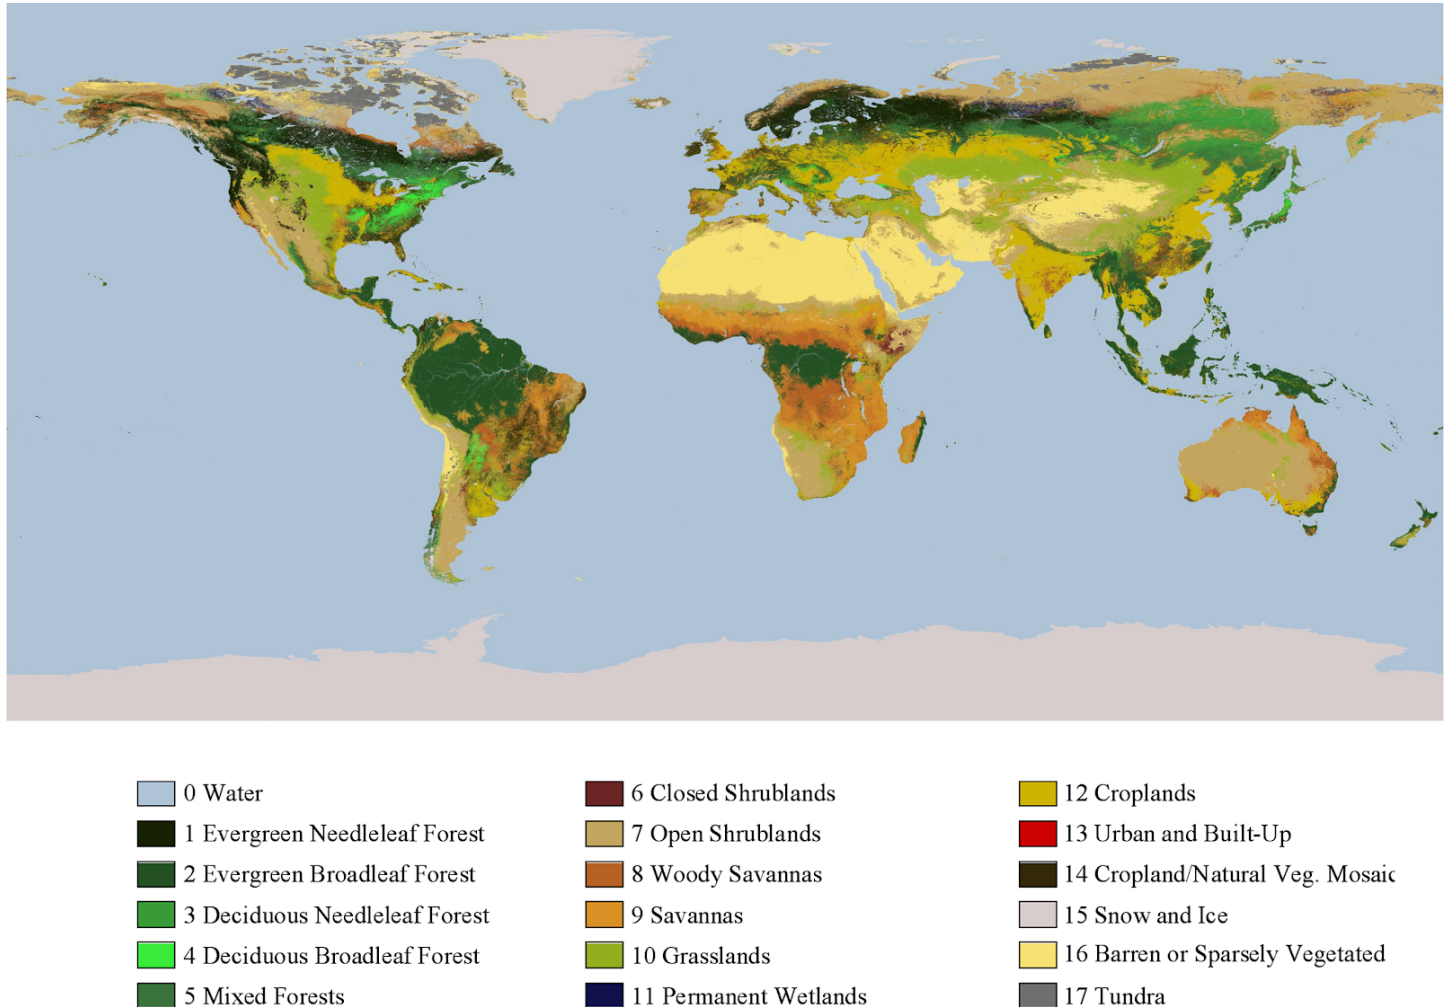 0 Water
1 Evergreen Needleleaf Forest
2 Evergreen Broadleaf Forest
3 Deciduous Needleleaf Forest
4 Deciduous Broadleaf Forest
5 Mixed Forests
6 Closed Shrublands
7 Open Shrublands
8 Woody Savannas
9 Savannas
10 Grasslands
11 Permanent Wetlands
12 Croplands
13 Urban and Built-Up
14 Cropland/Natural Veg. Mosaic
15 Snow and Ice
16 Barren or Sparsely Vegetated
17 Tundra